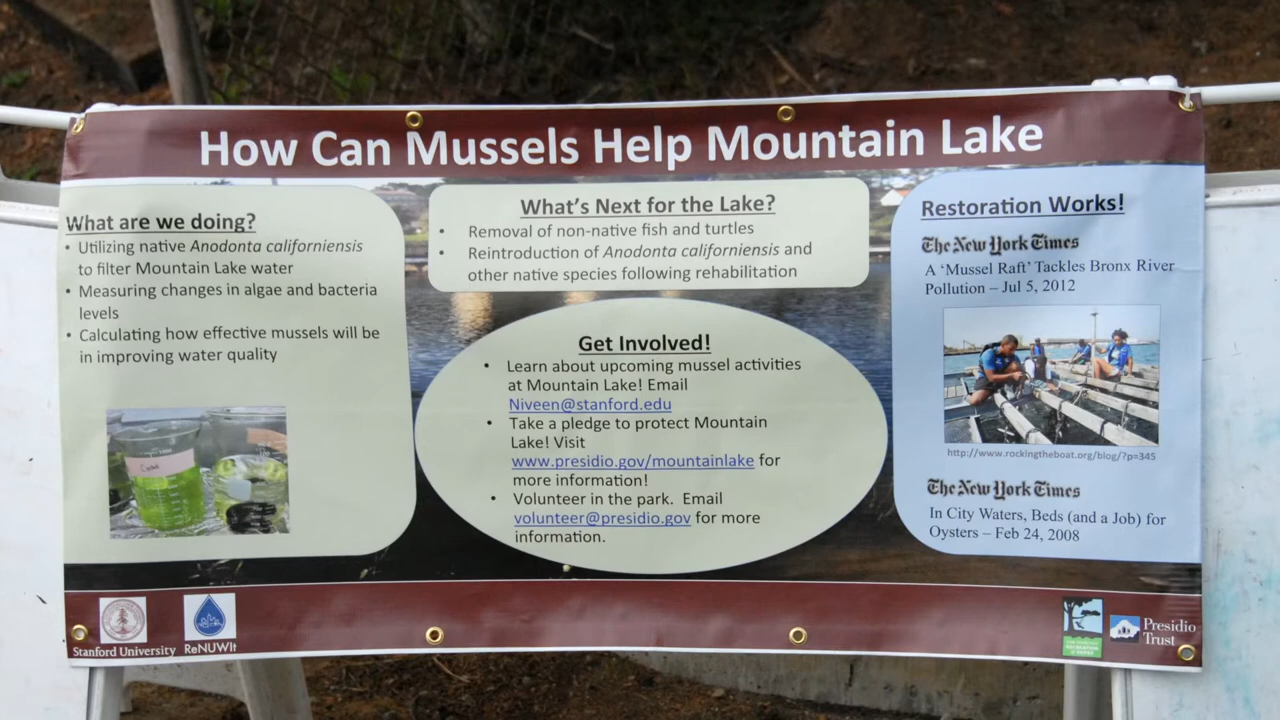 How Can Mussels Help Mountain Lake
What are we doing?
• Utilizing native Anodonta californiensis
to filter Mountain Lake water
• Measuring changes in algae and bacteria
levels
• Calculating how effective mussels will be
in improving water quality
What's Next for the Lake?
• Removal of non-native fish and turtles
• Reintroduction of Anodonta californiensis and
other native species following rehabilitation
Get Involved!
• Learn about upcoming mussel activities
at Mountain Lake! Email
Niveen@stanford.edu
• Take a pledge to protect Mountain
Lake! Visit
www.presidio.gov/mountainlake for
more information!
• Volunteer in the park. Email
volunteer@presidio.gov for more
information.
Restoration Works!
The New York Times
A 'Mussel Raft' Tackles Bronx River
Pollution – Jul 5, 2012
http://www.rockingtheboat.org/blog/?p=345
The New York Times
In City Waters, Beds (and a Job) for
Oysters – Feb 24, 2008
Stanford University
ReNUWIt
Presidio
Trust